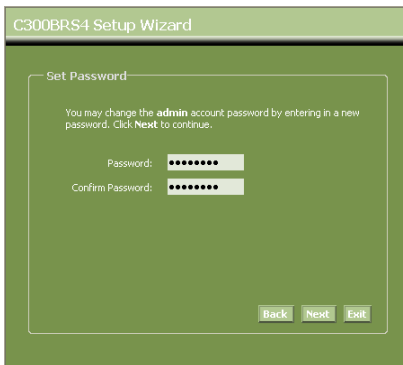 C300BRS4 Setup Wizard
Set Password
You may change the admin account password by entering in a new
password. Click Next to continue.
Password: ●●●●●●●●
Confirm Password: ●●●●●●●●
Back Next Exit